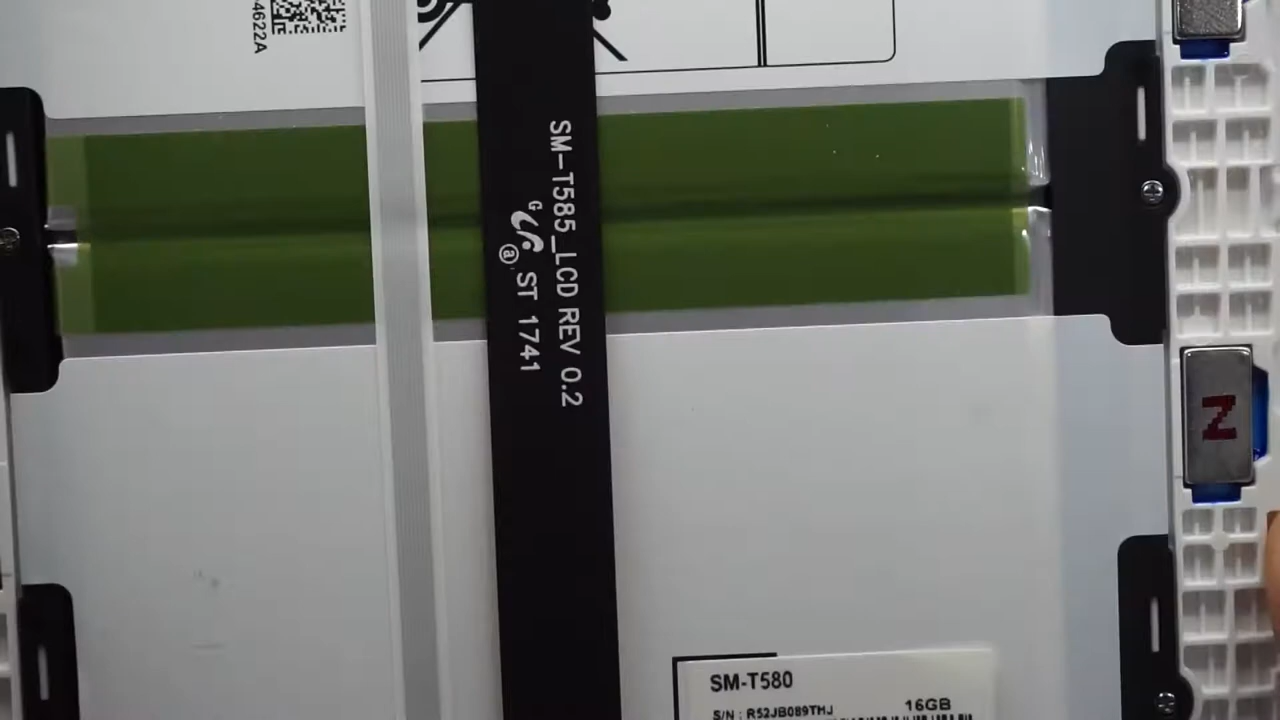 4622A
SM-T585_LCD REV 0.2
G
a ST 1741
N
SM-T580
S/N : R52JB089THJ 16GB